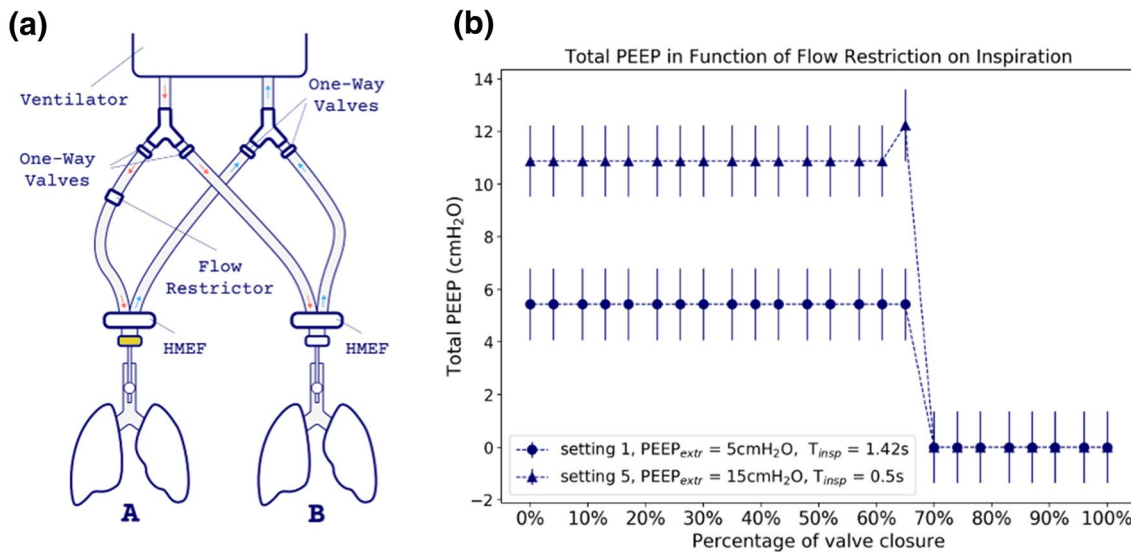 (a)
Ventilator
One-Way
Valves
One-Way
Valves
Flow
Restrictor
HMEF
HMEF
A
B
(b)
Total PEEP in Function of Flow Restriction on Inspiration
Total PEEP (cmH₂O)
14
12
10
8
6
4
2
0
−2
setting 1, PEEPₑₓₜᵣ = 5cmH₂O, Tᵢₙₛₚ = 1.42s
setting 5, PEEPₑₓₜᵣ = 15cmH₂O, Tᵢₙₛₚ = 0.5s
0% 10% 20% 30% 40% 50% 60% 70% 80% 90% 100%
Percentage of valve closure